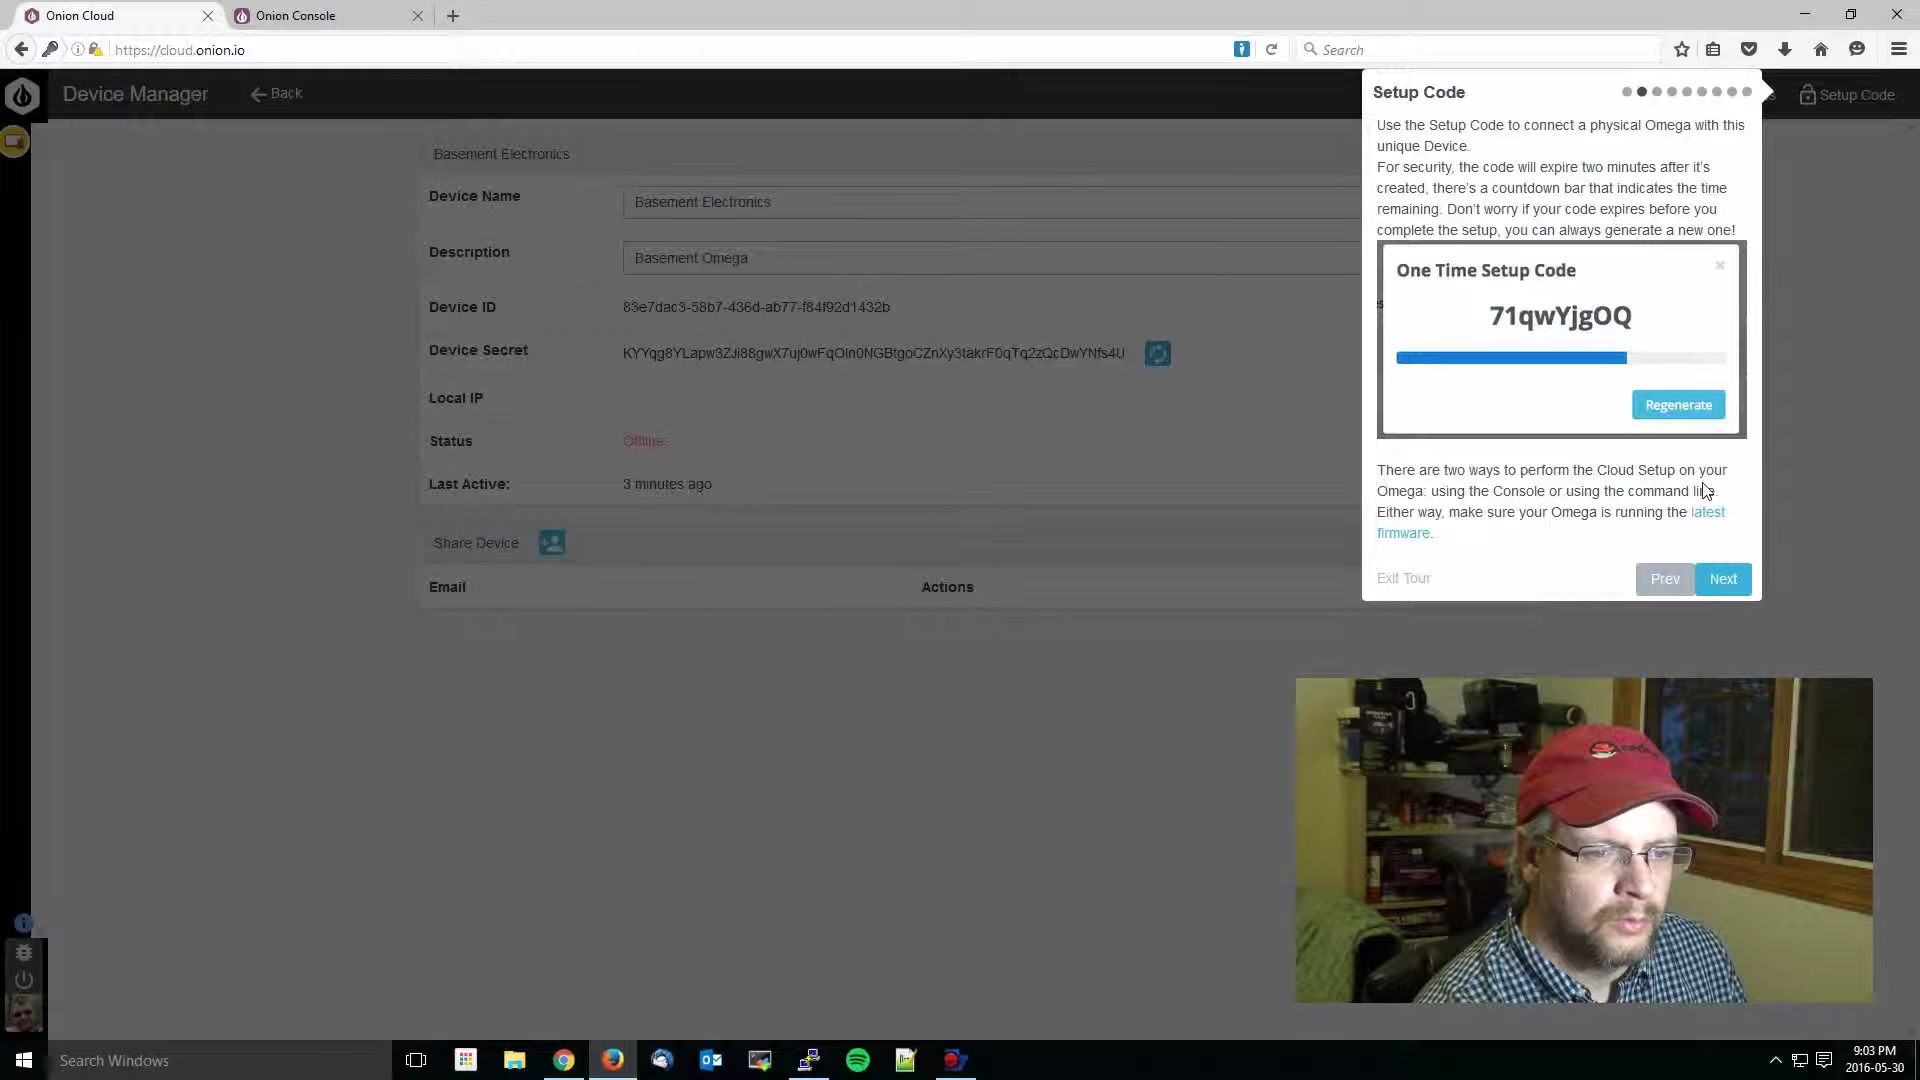 Onion Cloud
Onion Console
https://cloud.onion.io
Search
Device Manager
Back
Setup Code
Basement Electronics
Device Name
Basement Electronics
Description
Basement Omega
Device ID
83e7dac3-58b7-436d-ab77-f84f92d1432b
Device Secret
Local IP
Status
Offline
Last Active:
3 minutes ago
Share Device
Email
Actions
Setup Code
Use the Setup Code to connect a physical Omega with this
unique Device.
For security, the code will expire two minutes after it's
created, there's a countdown bar that indicates the time
remaining. Don't worry if your code expires before you
complete the setup, you can always generate a new one!
One Time Setup Code
71qwYjgOQ
Regenerate
There are two ways to perform the Cloud Setup on your
Omega: using the Console or using the command line.
Either way, make sure your Omega is running the latest
firmware.
Exit Tour
Prev
Next
Search Windows
9:03 PM
2016-05-30